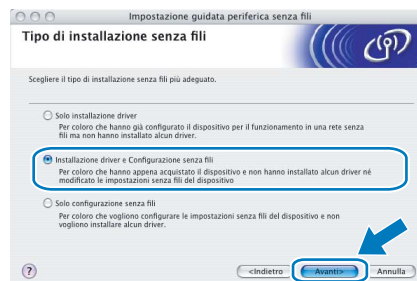 Impostazione guidata periferica senza fili
Tipo di installazione senza fili
Scegliere il tipo di installazione senza fili più adeguato.
Solo installazione driver
Per coloro che hanno già configurato il dispositivo per il funzionamento in una rete senza
fili ma non hanno installato alcun driver.
Installazione driver e Configurazione senza fili
Per coloro che hanno appena acquistato il dispositivo e non hanno installato alcun driver né
modificato le impostazioni senza fili del dispositivo
Solo configurazione senza fili
Per coloro che vogliono configurare le impostazioni senza fili del dispositivo e non
vogliono installare alcun driver.
? <Indietro Avanti> Annulla